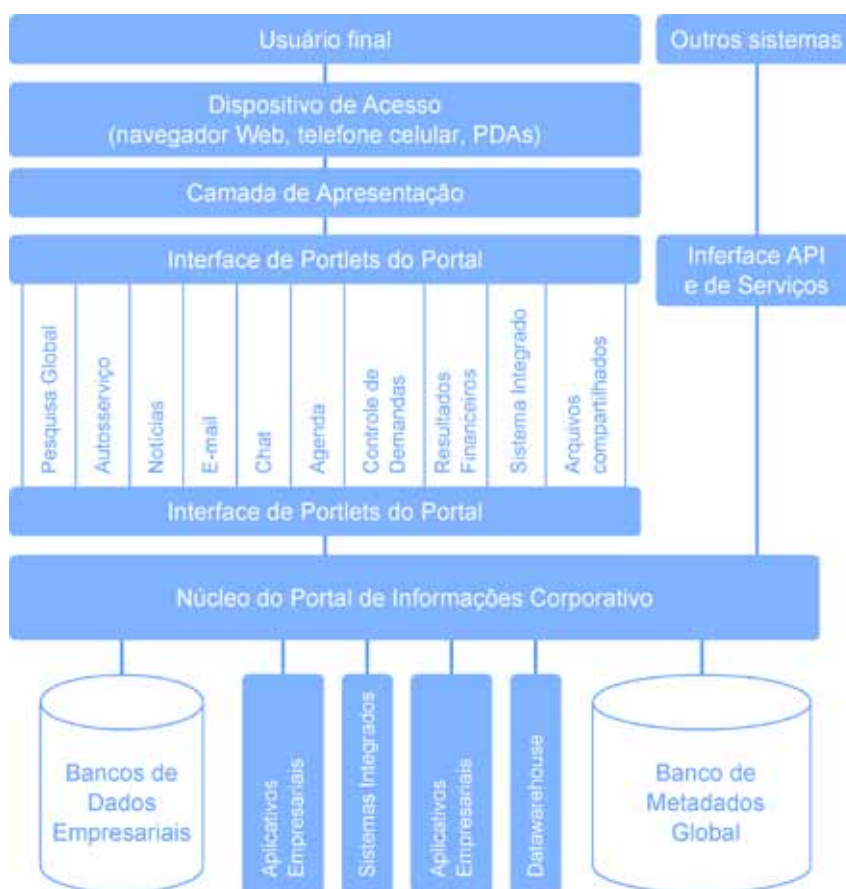 Usuário final
Outros sistemas
Dispositivo de Acesso
(navegador Web, telefone celular, PDAs)
Camada de Apresentação
Interface de Portlets do Portal
Inferface API
e de Serviços
Pesquisa Global
Autosserviço
Notícias
E-mail
Chat
Agenda
Controle de
Demandas
Resultados
Financeiros
Sistema Integrado
Arquivos
compartilhados
Interface de Portlets do Portal
Núcleo do Portal de Informações Corporativo
Bancos de
Dados
Empresariais
Aplicativos
Empresariais
Sistemas Integrados
Aplicativos
Empresariais
Datawarehouse
Banco de
Metadados
Global